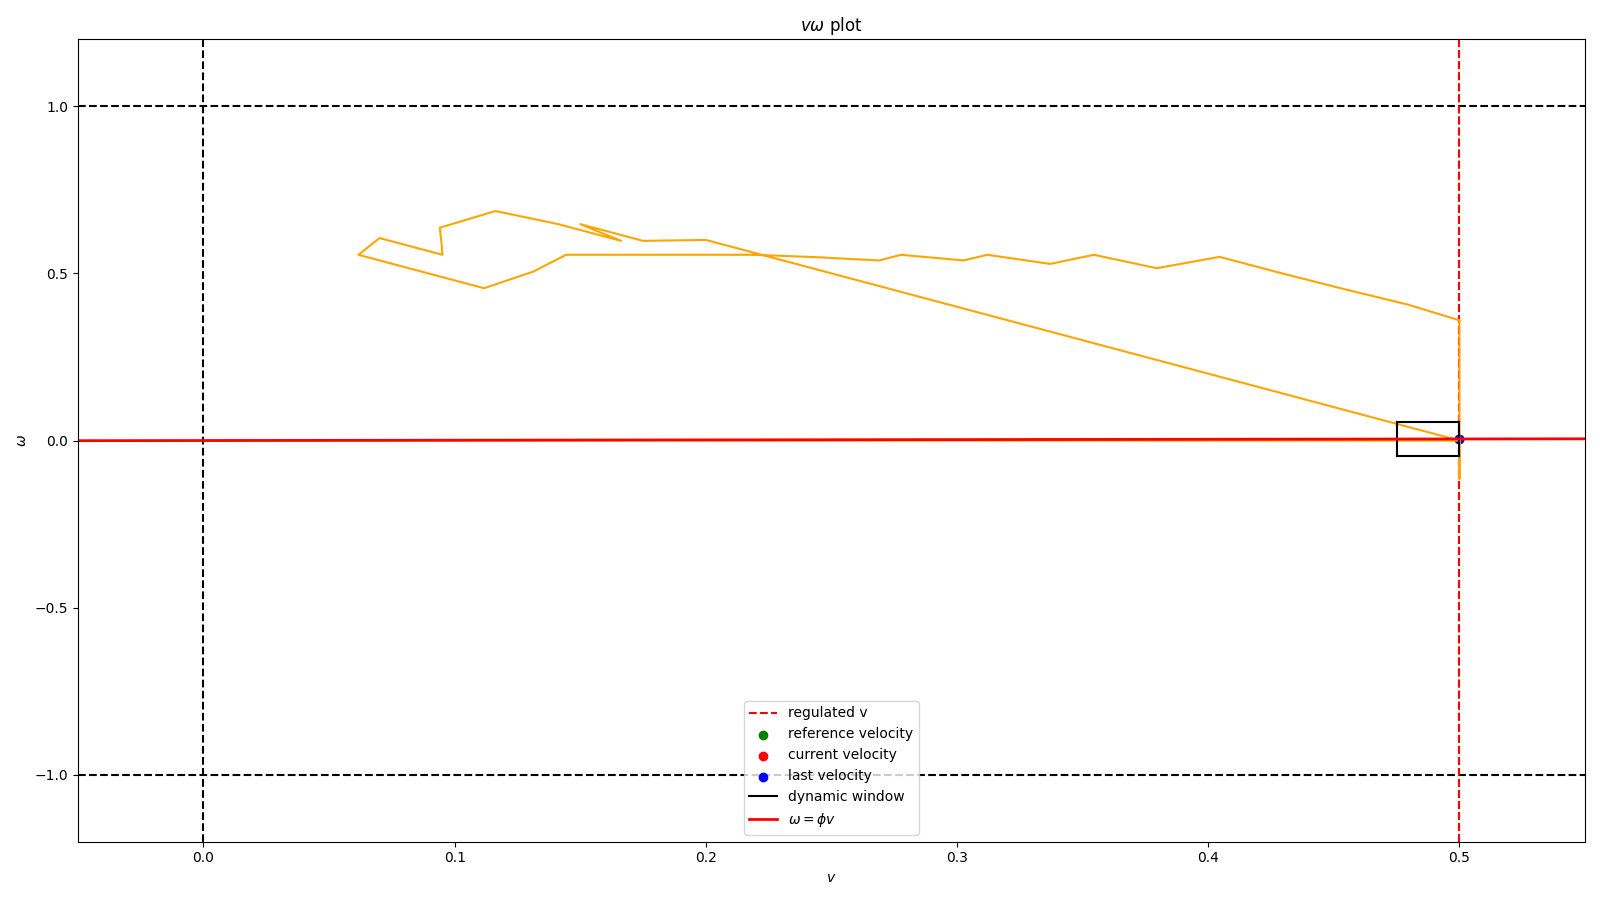 vω plot
1.0
0.5
0.0
−0.5
−1.0
ω
regulated v
reference velocity
current velocity
last velocity
dynamic window
ω = ϕv
0.0 0.1 0.2 0.3 0.4 0.5
v